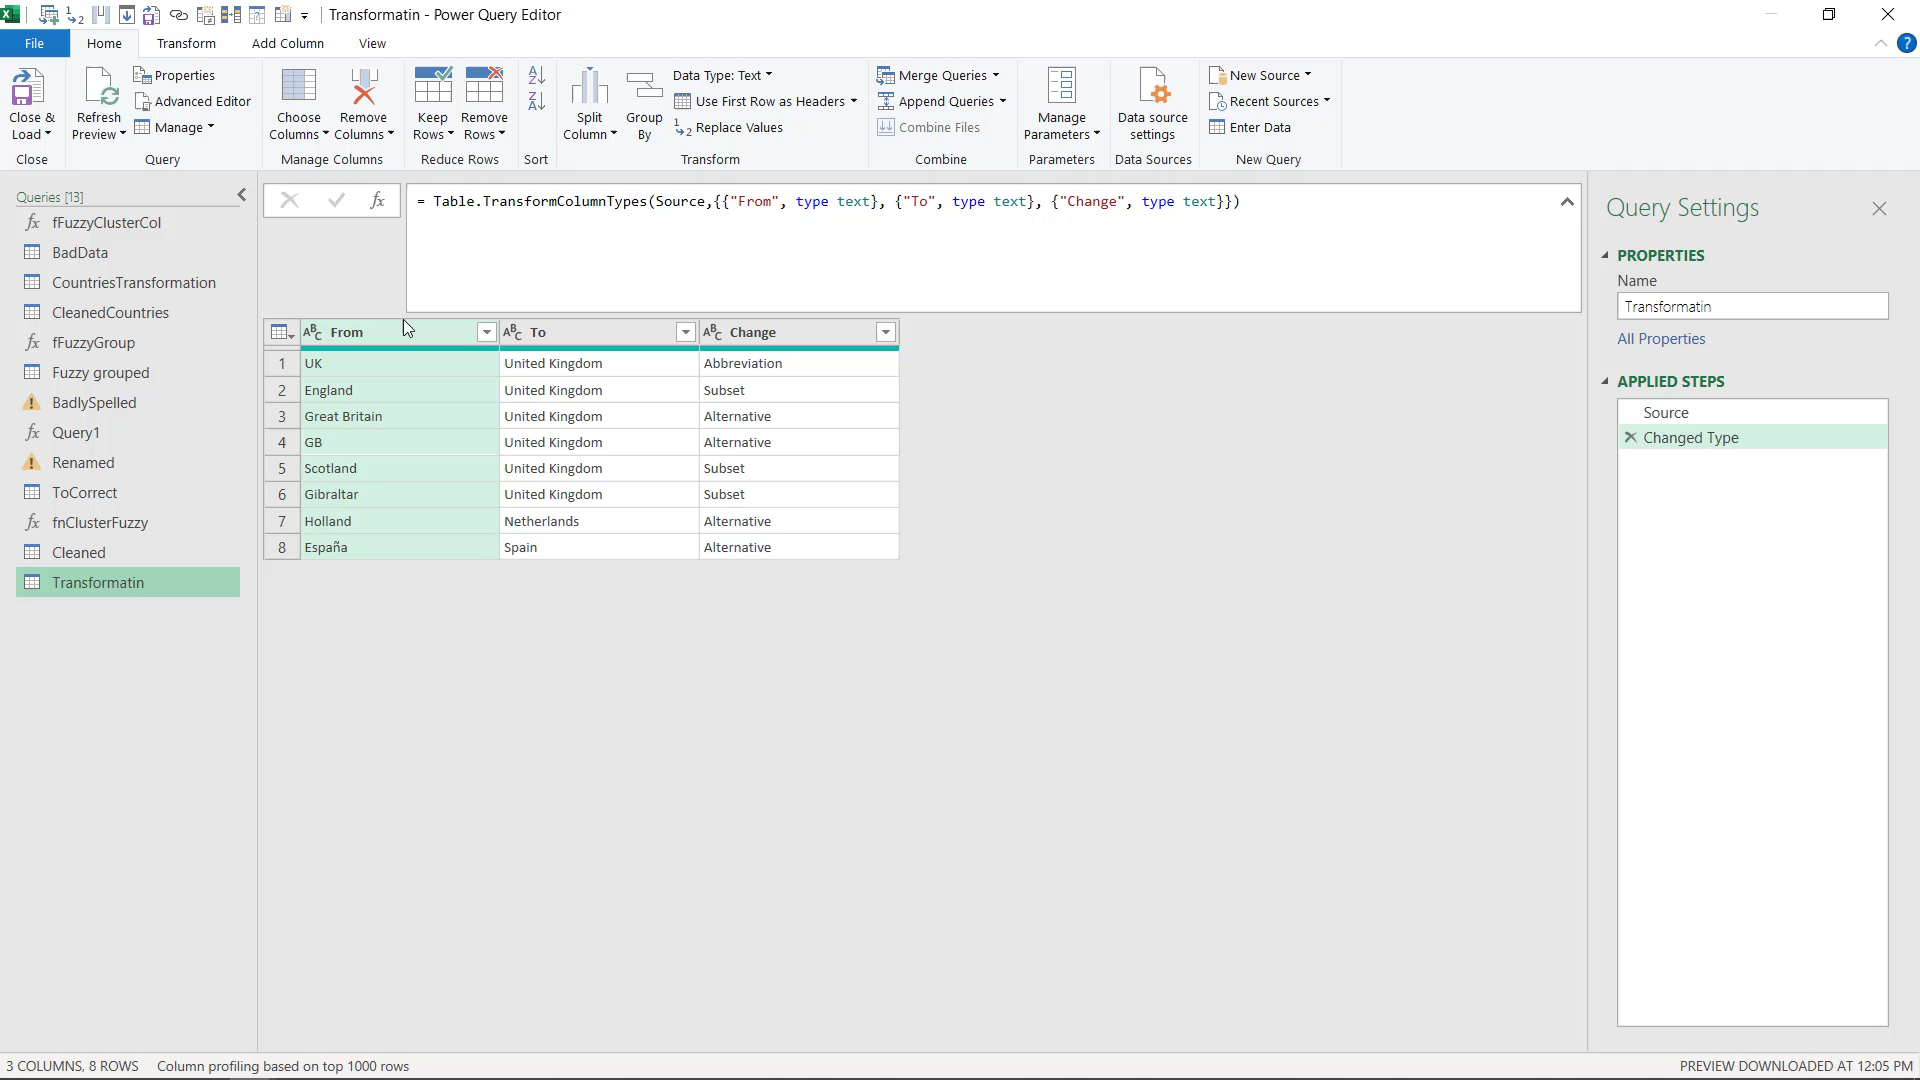 Transformatin - Power Query Editor
File
Home
Transform
Add Column
View
Close &
Load
Close
Refresh
Preview
Properties
Advanced Editor
Manage
Query
Choose
Columns
Remove
Columns
Manage Columns
Keep
Rows
Remove
Rows
Reduce Rows
Sort
Split
Column
Group
By
Data Type: Text
Use First Row as Headers
Replace Values
Transform
Merge Queries
Append Queries
Combine Files
Combine
Manage
Parameters
Parameters
Data source
settings
Data Sources
New Source
Recent Sources
Enter Data
New Query
Queries [13]
fFuzzyClusterCol
BadData
CountriesTransformation
CleanedCountries
fFuzzyGroup
Fuzzy grouped
BadlySpelled
Query1
Renamed
ToCorrect
fnClusterFuzzy
Cleaned
Transformatin
= Table.TransformColumnTypes(Source,{{"From", type text}, {"To", type text}, {"Change", type text}})
From To Change
1 UK United Kingdom Abbreviation
2 England United Kingdom Subset
3 Great Britain United Kingdom Alternative
4 GB United Kingdom Alternative
5 Scotland United Kingdom Subset
6 Gibraltar United Kingdom Subset
7 Holland Netherlands Alternative
8 España Spain Alternative
Query Settings
PROPERTIES
Name
Transformatin
All Properties
APPLIED STEPS
Source
Changed Type
3 COLUMNS, 8 ROWS Column profiling based on top 1000 rows
PREVIEW DOWNLOADED AT 12:05 PM